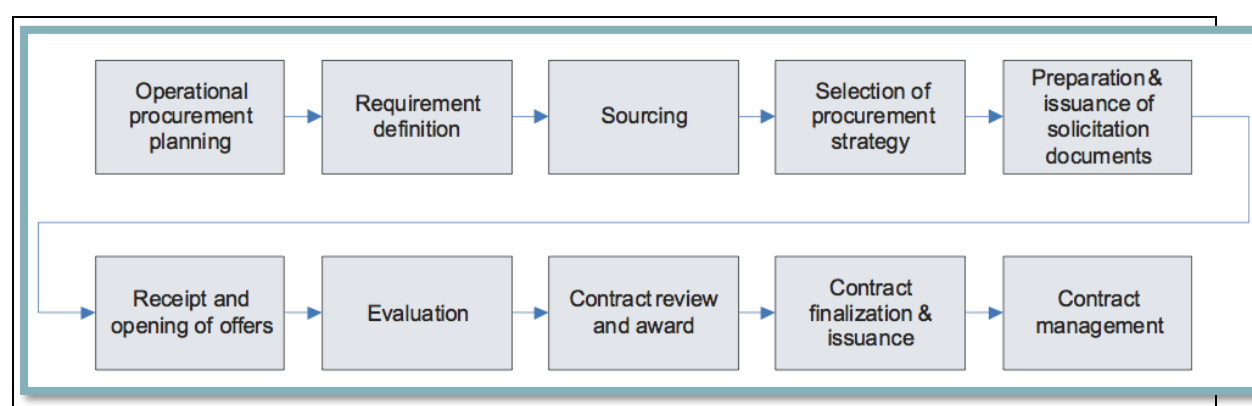 Operational
procurement
planning
Requirement
definition
Sourcing
Selection of
procurement
strategy
Preparation &
issuance of
solicitation
documents
Receipt and
opening of offers
Evaluation
Contract review
and award
Contract
finalization &
issuance
Contract
management